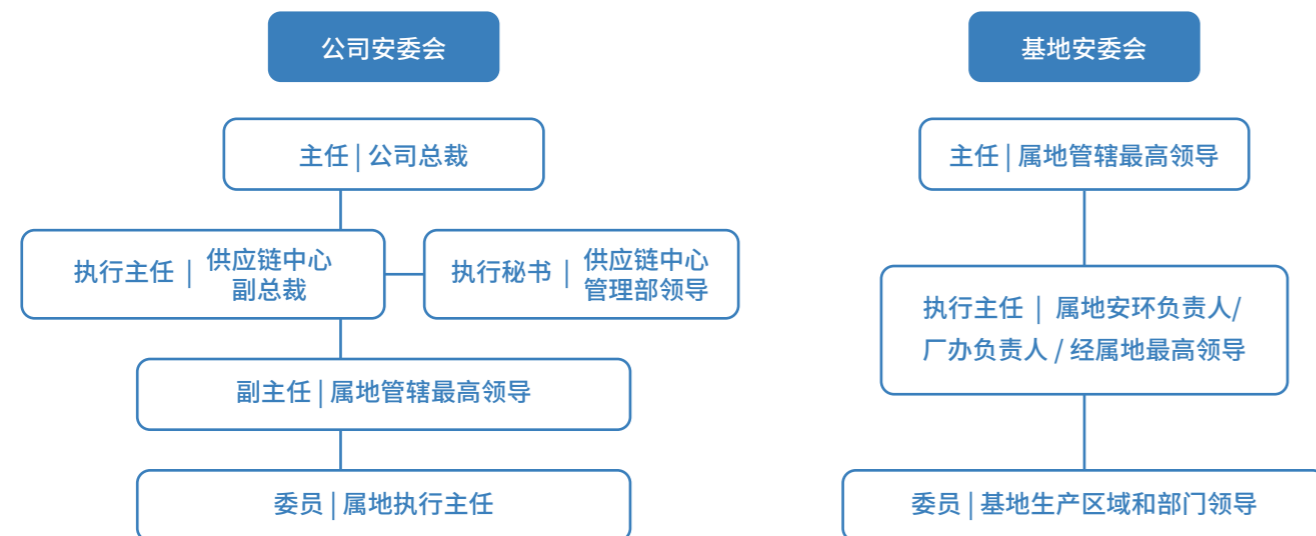 公司安委会
主任 | 公司总裁
执行主任 | 供应链中心
副总裁
执行秘书 | 供应链中心
管理部领导
副主任 | 属地管辖最高领导
委员 | 属地执行主任
基地安委会
主任 | 属地管辖最高领导
执行主任 | 属地安环负责人/
厂办负责人 / 经属地最高领导
委员 | 基地生产区域和部门领导